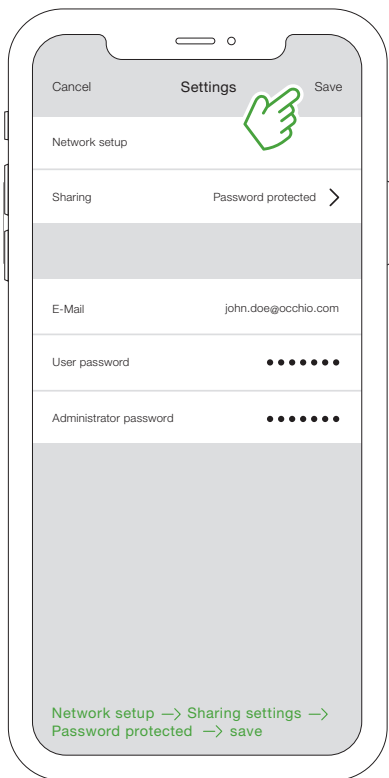 Cancel Settings Save
Network setup
Sharing Password protected
E-Mail john.doe@occhio.com
User password •••••••
Administrator password •••••••
Network setup —> Sharing settings —>
Password protected —> save